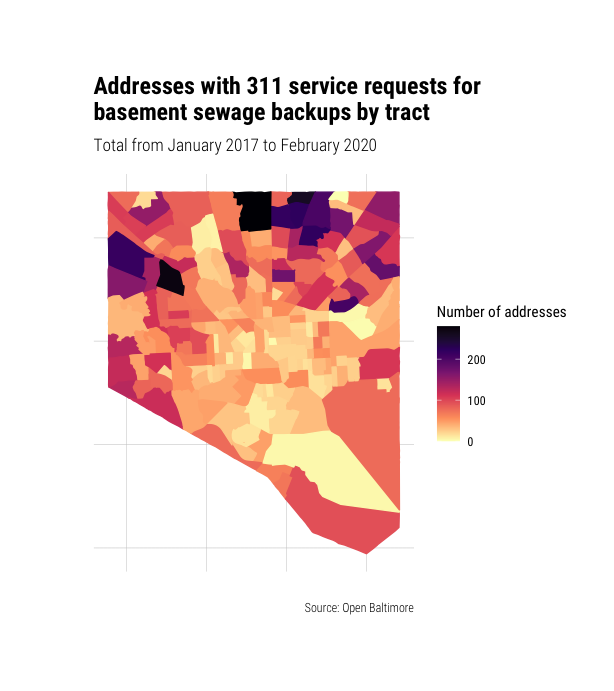 Addresses with 311 service requests for
basement sewage backups by tract
Total from January 2017 to February 2020
Number of addresses
200
100
0
Source: Open Baltimore